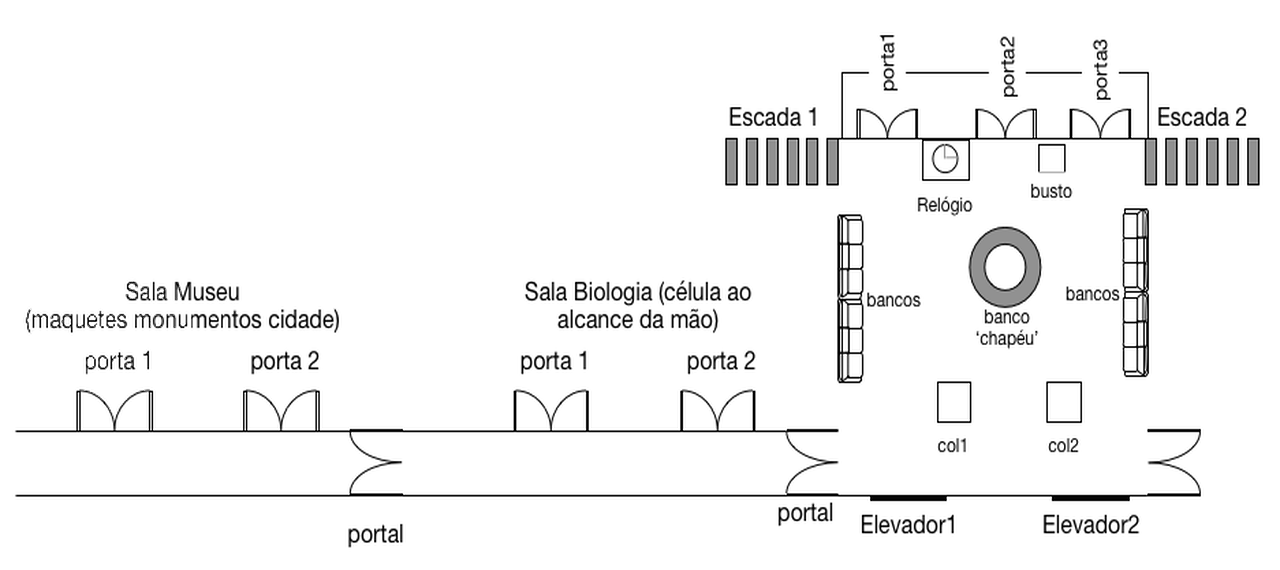 porta1
porta2
porta3
Escada 1
Escada 2
Relógio
busto
bancos
bancos
banco
‘chapéu’
Sala Museu
(maquetes monumentos cidade)
Sala Biologia (célula ao
alcance da mão)
porta 1
porta 2
porta 1
porta 2
col1
col2
portal
portal
Elevador1
Elevador2